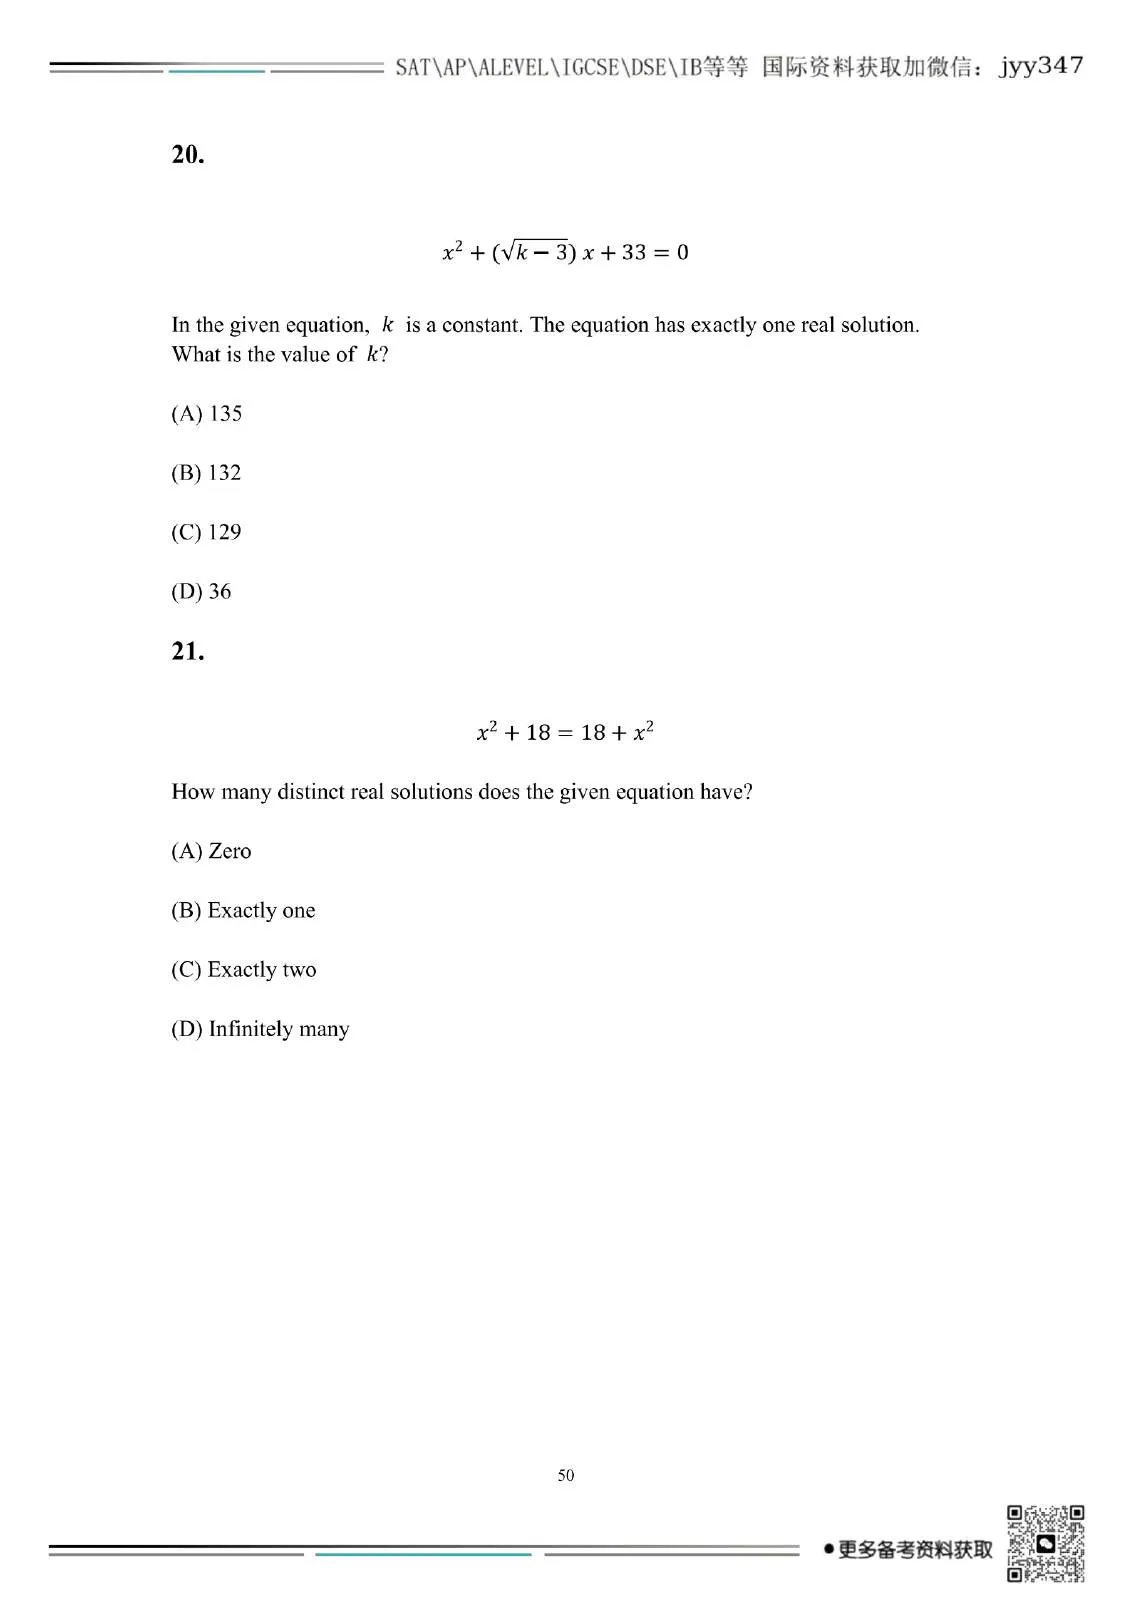 SAT\AP\ALEVEL\IGCSE\DSE\IB等等 国际资料获取加微信：jyy347
20.
x² + (√k − 3) x + 33 = 0
In the given equation, k is a constant. The equation has exactly one real solution.
What is the value of k?
(A) 135
(B) 132
(C) 129
(D) 36
21.
x² + 18 = 18 + x²
How many distinct real solutions does the given equation have?
(A) Zero
(B) Exactly one
(C) Exactly two
(D) Infinitely many
50
●更多备考资料获取